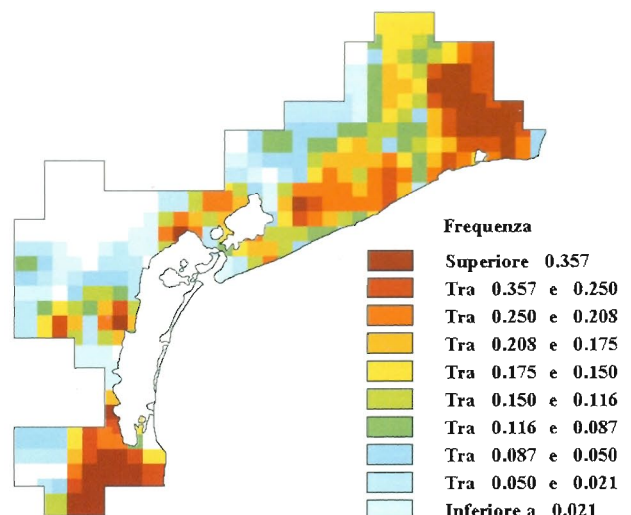 Frequenza
Superiore 0.357
Tra 0.357 e 0.250
Tra 0.250 e 0.208
Tra 0.208 e 0.175
Tra 0.175 e 0.150
Tra 0.150 e 0.116
Tra 0.116 e 0.087
Tra 0.087 e 0.050
Tra 0.050 e 0.021
Inferiore a 0.021